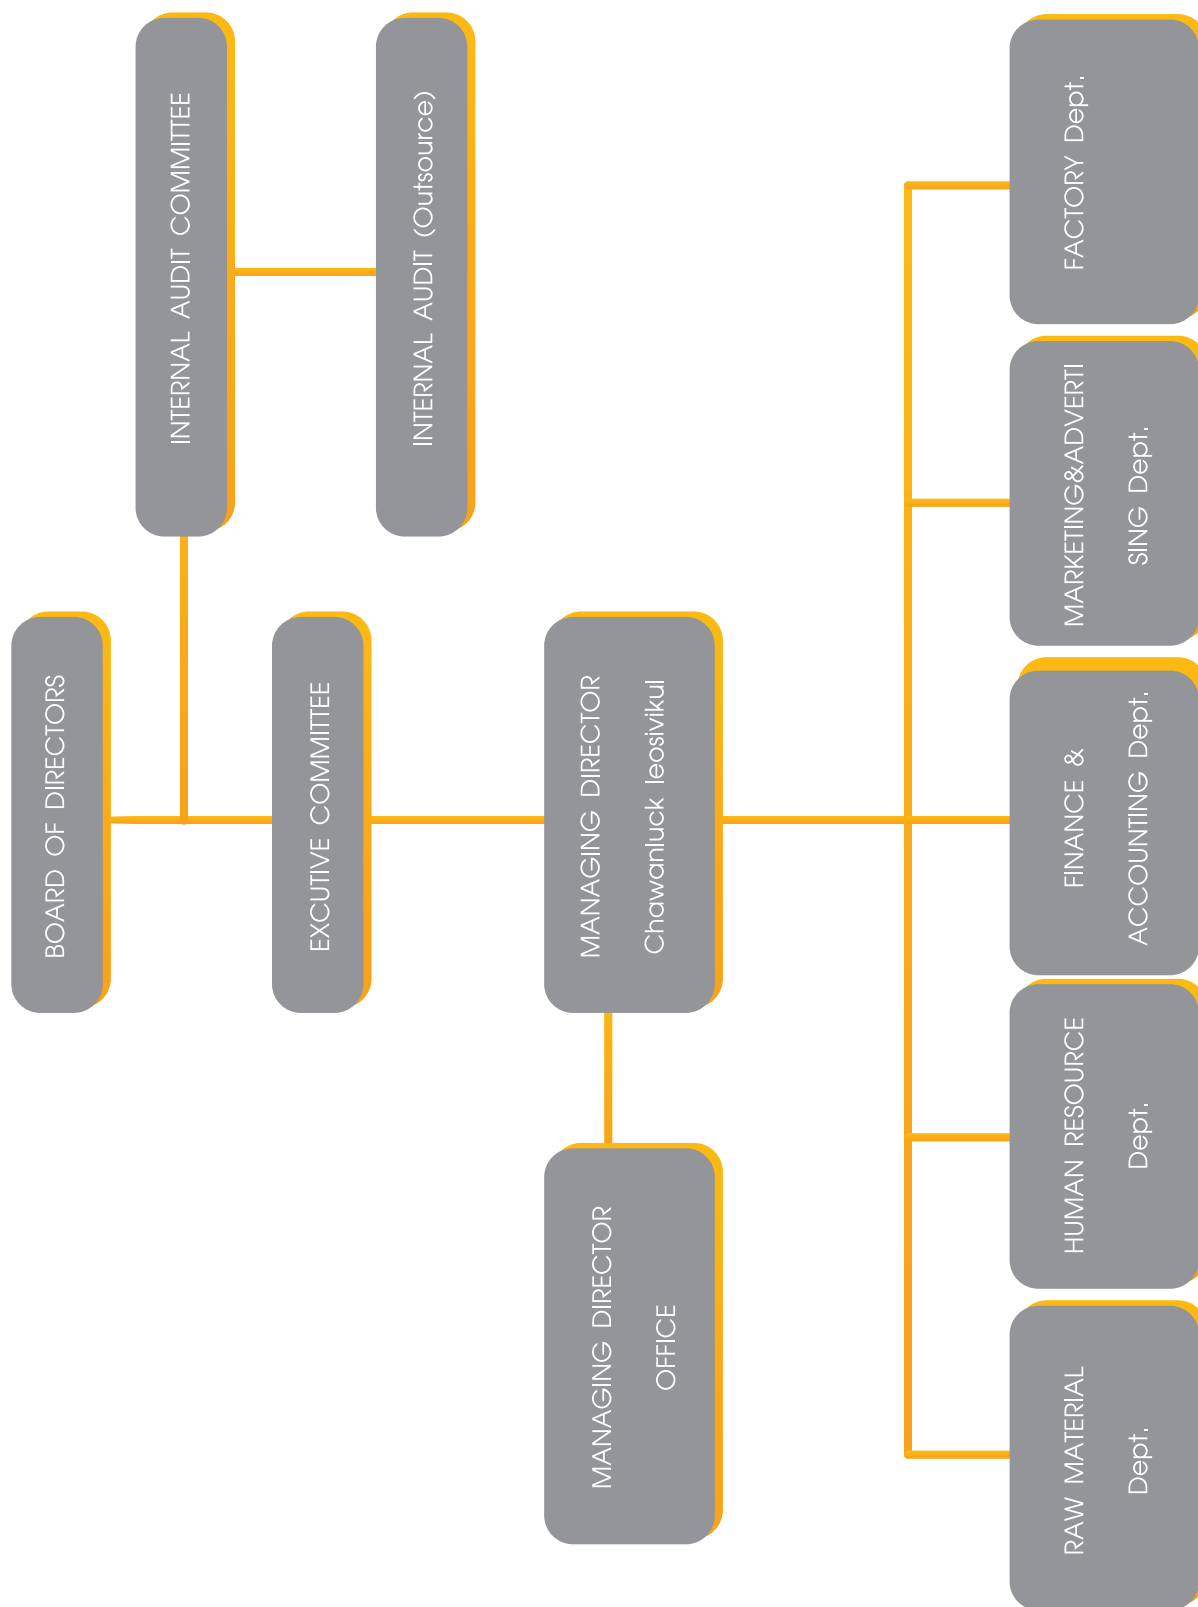 BOARD OF DIRECTORS
INTERNAL AUDIT COMMITTEE
EXCUTIVE COMMITTEE
INTERNAL AUDIT (Outsource)
MANAGING DIRECTOR
OFFICE
MANAGING DIRECTOR
Chawanluck leosivikul
RAW MATERIAL
Dept.
HUMAN RESOURCE
Dept.
FINANCE &
ACCOUNTING Dept.
MARKETING&ADVERTI
SING Dept.
FACTORY Dept.